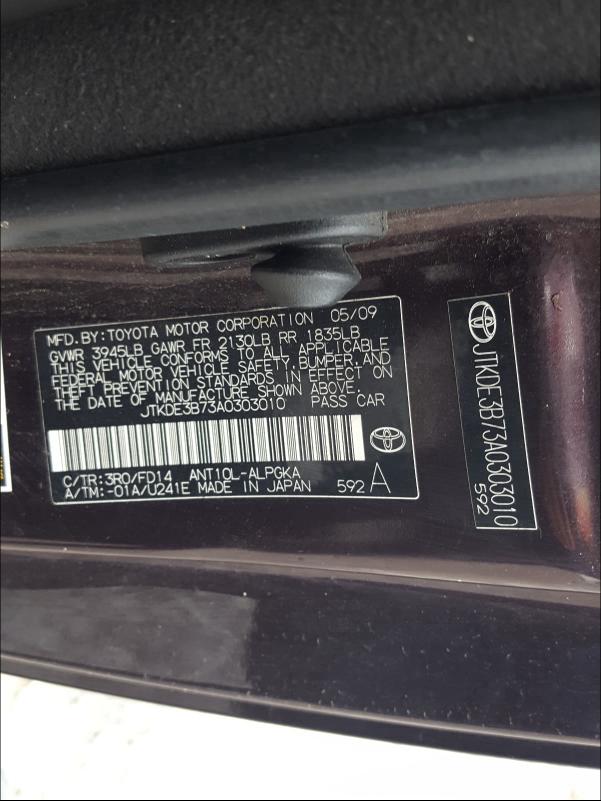 MFD.BY:TOYOTA MOTOR CORPORATION 05/09
GVWR 3945LB GAWR FR 2130LB RR 1835LB
THIS VEHICLE CONFORMS TO ALL APPLICABLE
FEDERAL MOTOR VEHICLE SAFETY,BUMPER,AND
THEFT PREVENTION STANDARDS IN EFFECT ON
THE DATE OF MANUFACTURE SHOWN ABOVE.
JTKDE3B73A0303010 PASS CAR
C/TR:3R0/FD14 ANT10L-ALPGKA
A/TM:-01A/U241E MADE IN JAPAN 592 A
JTKDE3B73A0303010
592